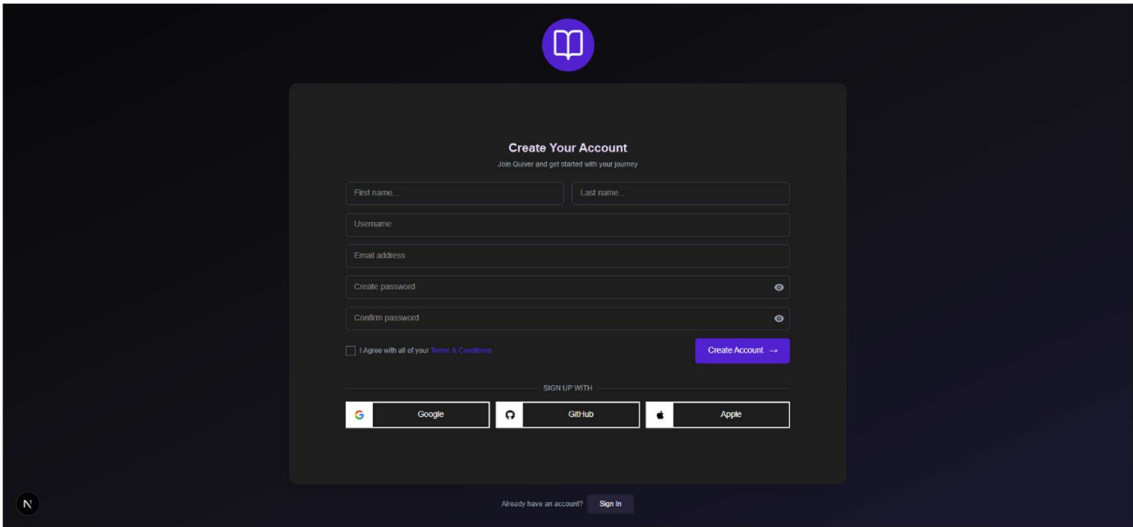 Create Your Account
Join Quiver and get started with your journey
First name... Last name...
Username
Email address
Create password
Confirm password
I Agree with all of your Terms & Conditions Create Account →
SIGN UP WITH
Google GitHub Apple
N
Already have an account? Sign In